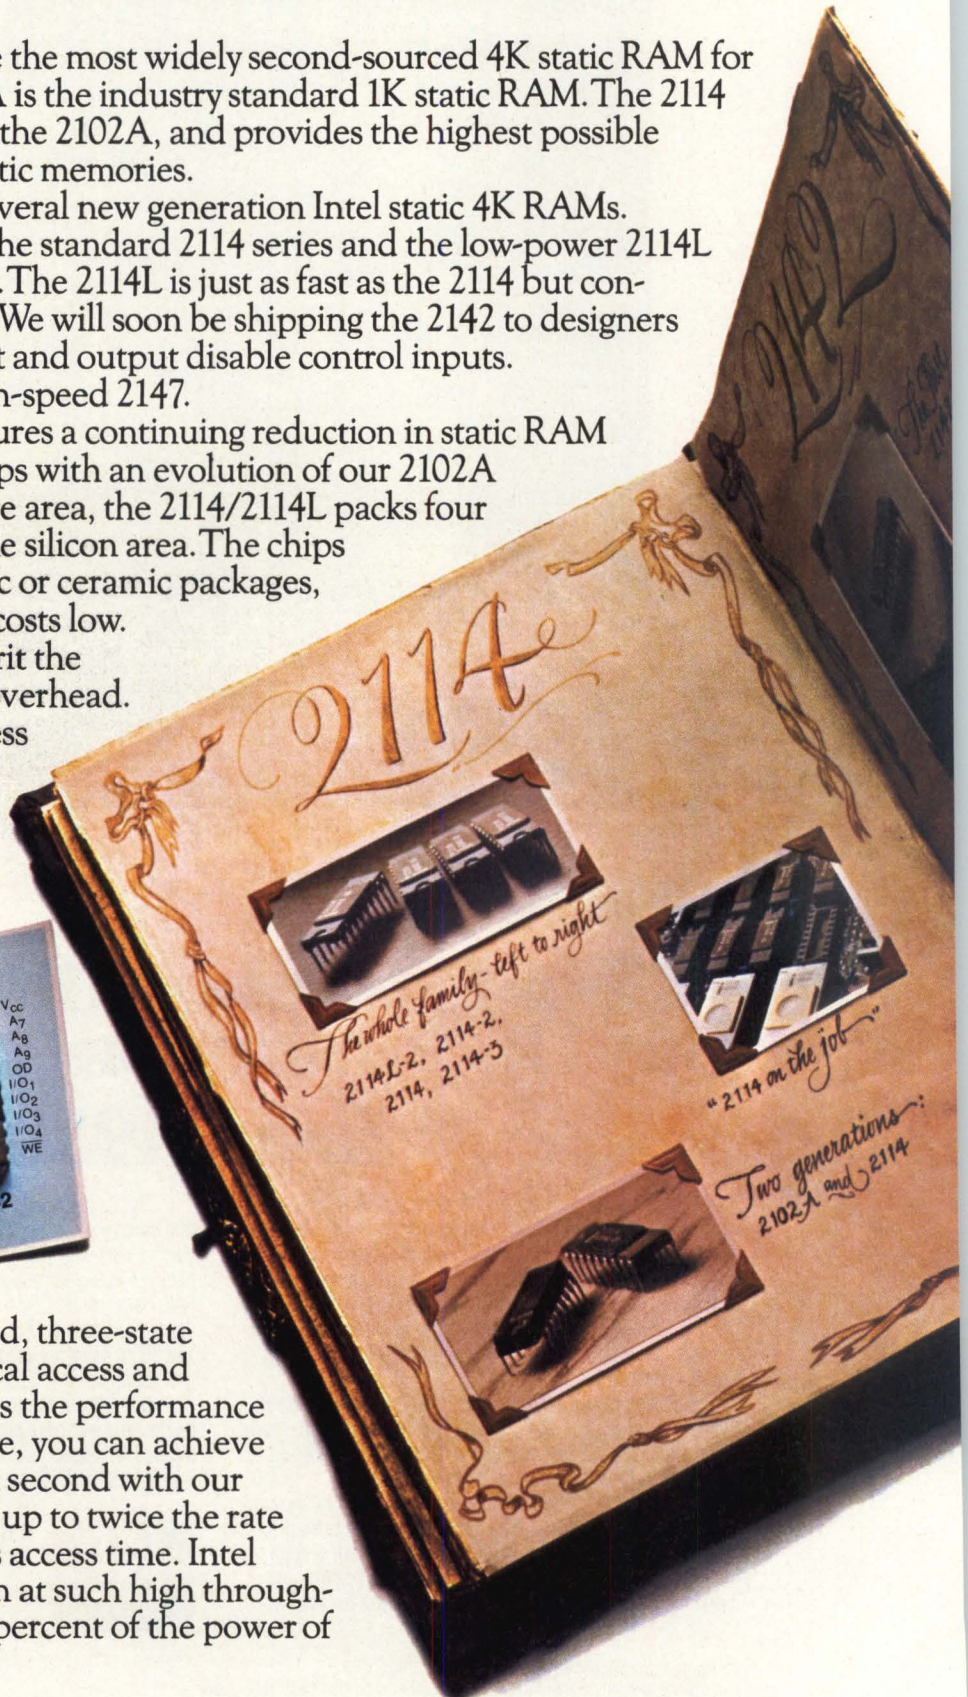 the most widely second-sourced 4K static RAM for
is the industry standard 1K static RAM. The 2114
the 2102A, and provides the highest possible
tic memories.
veral new generation Intel static 4K RAMs.
he standard 2114 series and the low-power 2114L
. The 2114L is just as fast as the 2114 but con-
We will soon be shipping the 2142 to designers
t and output disable control inputs.
n-speed 2147.
ures a continuing reduction in static RAM
ps with an evolution of our 2102A
e area, the 2114/2114L packs four
e silicon area. The chips
c or ceramic packages,
costs low.
rit the
verhead.
ess
2142
2114
The whole family - left to right
2114L-2, 2114-2,
2114, 2114-3
"2114 on the job"
Two generations:
2102A and 2114
VCC
A7
A8
A9
OD
I/O1
I/O2
I/O3
I/O4
WE
2
d, three-state
cal access and
s the performance
e, you can achieve
second with our
up to twice the rate
s access time. Intel
n at such high through-
percent of the power of